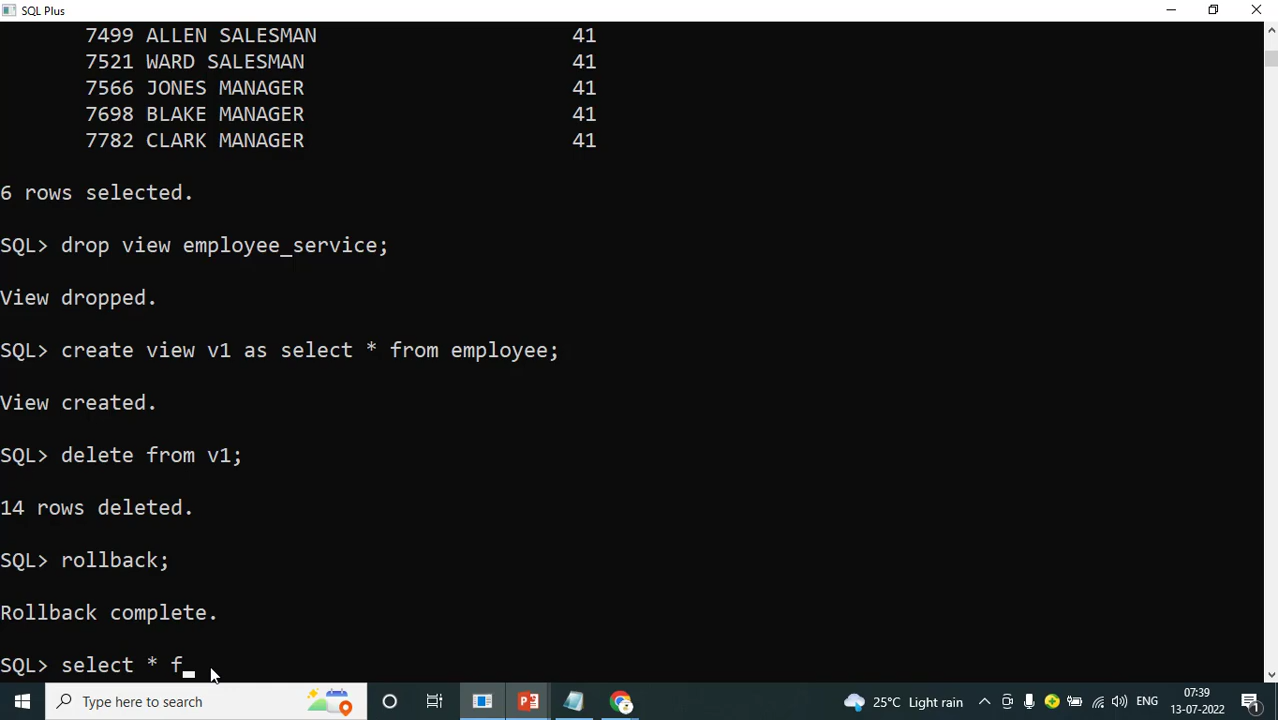 SQL Plus
7499 ALLEN SALESMAN 41
7521 WARD SALESMAN 41
7566 JONES MANAGER 41
7698 BLAKE MANAGER 41
7782 CLARK MANAGER 41
6 rows selected.
SQL> drop view employee_service;
View dropped.
SQL> create view v1 as select * from employee;
View created.
SQL> delete from v1;
14 rows deleted.
SQL> rollback;
Rollback complete.
SQL> select * f
Type here to search
25°C Light rain
ENG
07:39
13-07-2022
1